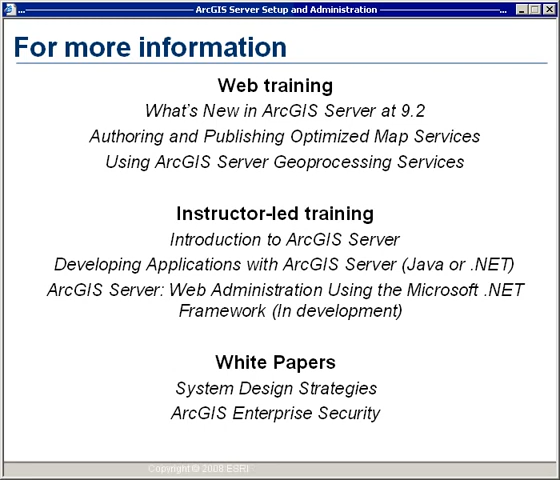 ... ArcGIS Server Setup and Administration ...
For more information
Web training
What's New in ArcGIS Server at 9.2
Authoring and Publishing Optimized Map Services
Using ArcGIS Server Geoprocessing Services
Instructor-led training
Introduction to ArcGIS Server
Developing Applications with ArcGIS Server (Java or .NET)
ArcGIS Server: Web Administration Using the Microsoft .NET
Framework (In development)
White Papers
System Design Strategies
ArcGIS Enterprise Security
Copyright © 2008 ESRI